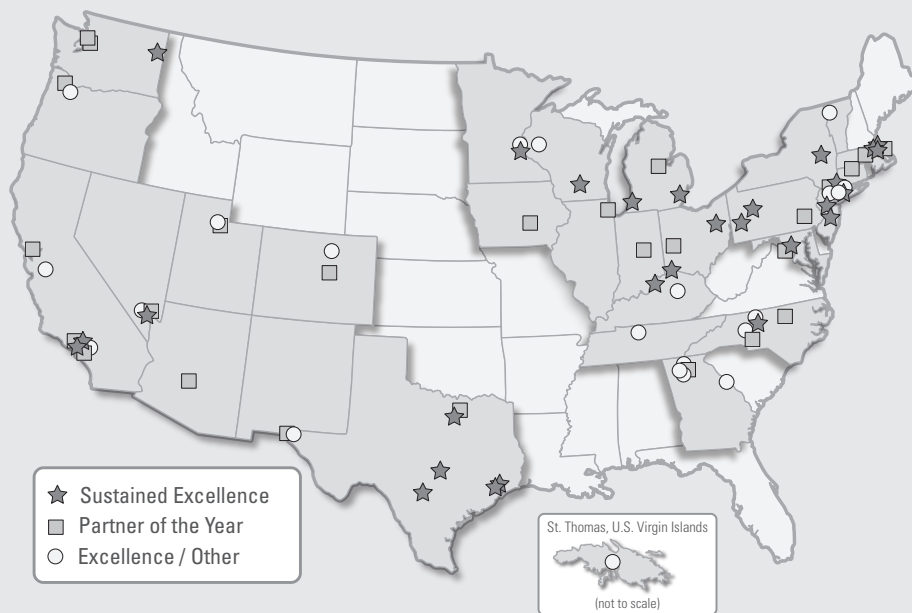 Sustained Excellence
Partner of the Year
Excellence / Other
St. Thomas, U.S. Virgin Islands
(not to scale)